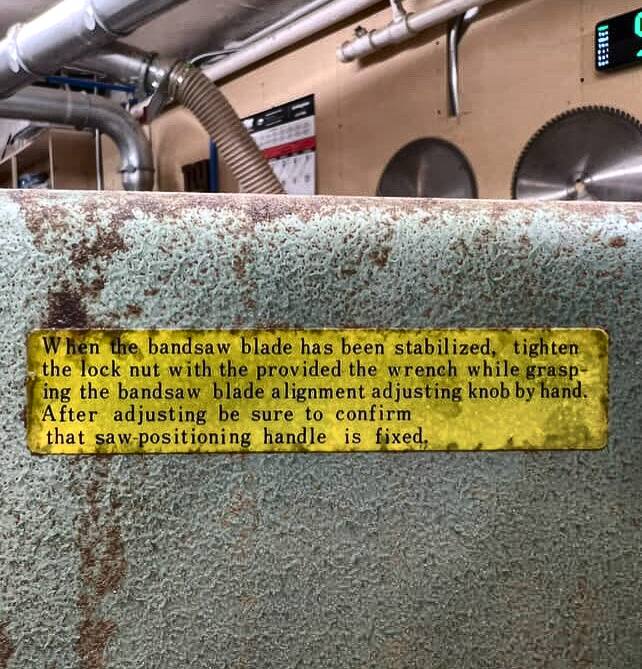 When the bandsaw blade has been stabilized, tighten
the lock nut with the provided the wrench while grasp-
ing the bandsaw blade alignment adjusting knob by hand.
After adjusting be sure to confirm
that saw-positioning handle is fixed.